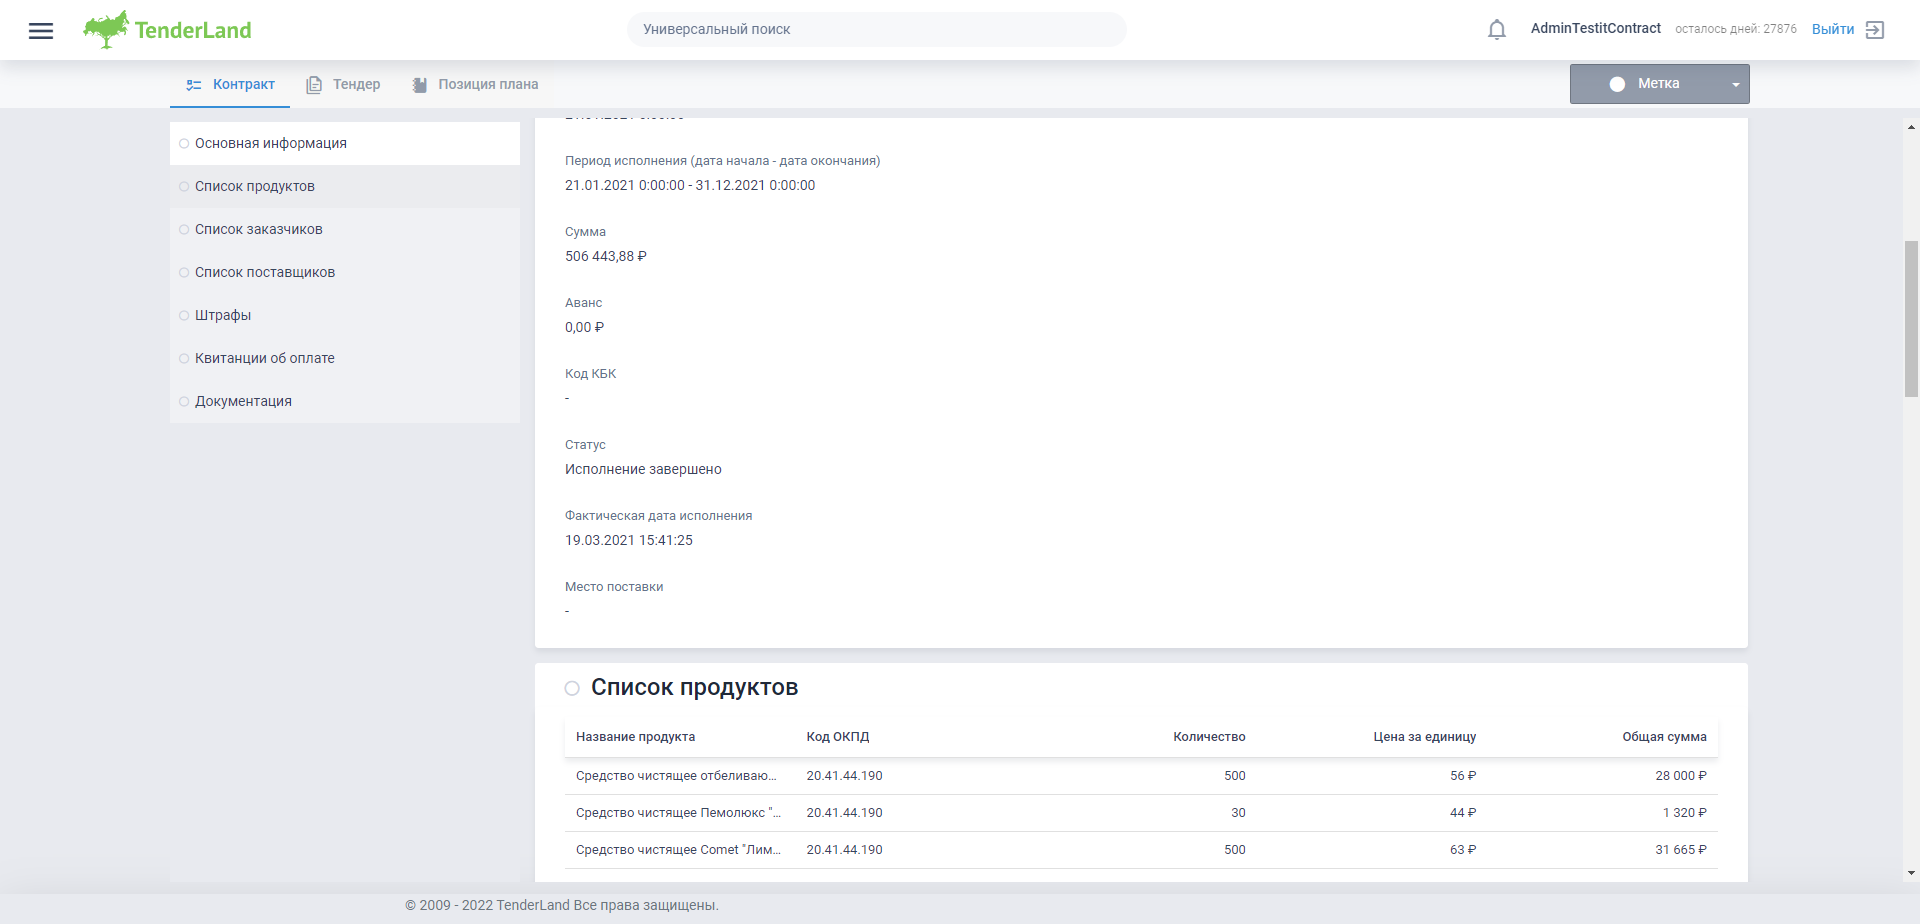 TenderLand
Универсальный поиск
AdminTestitContract
осталось дней: 27876
Выйти
Контракт
Тендер
Позиция плана
Метка
Основная информация
Список продуктов
Список заказчиков
Список поставщиков
Штрафы
Квитанции об оплате
Документация
Период исполнения (дата начала - дата окончания)
21.01.2021 0:00:00 - 31.12.2021 0:00:00
Сумма
506 443,88 ₽
Аванс
0,00 ₽
Код КБК
-
Статус
Исполнение завершено
Фактическая дата исполнения
19.03.2021 15:41:25
Место поставки
-
Список продуктов
Название продукта Код ОКПД Количество Цена за единицу Общая сумма
Средство чистящее отбеливаю... 20.41.44.190 500 56 ₽ 28 000 ₽
Средство чистящее Пемолюкс "... 20.41.44.190 30 44 ₽ 1 320 ₽
Средство чистящее Comet "Лим... 20.41.44.190 500 63 ₽ 31 665 ₽
© 2009 - 2022 TenderLand Все права защищены.